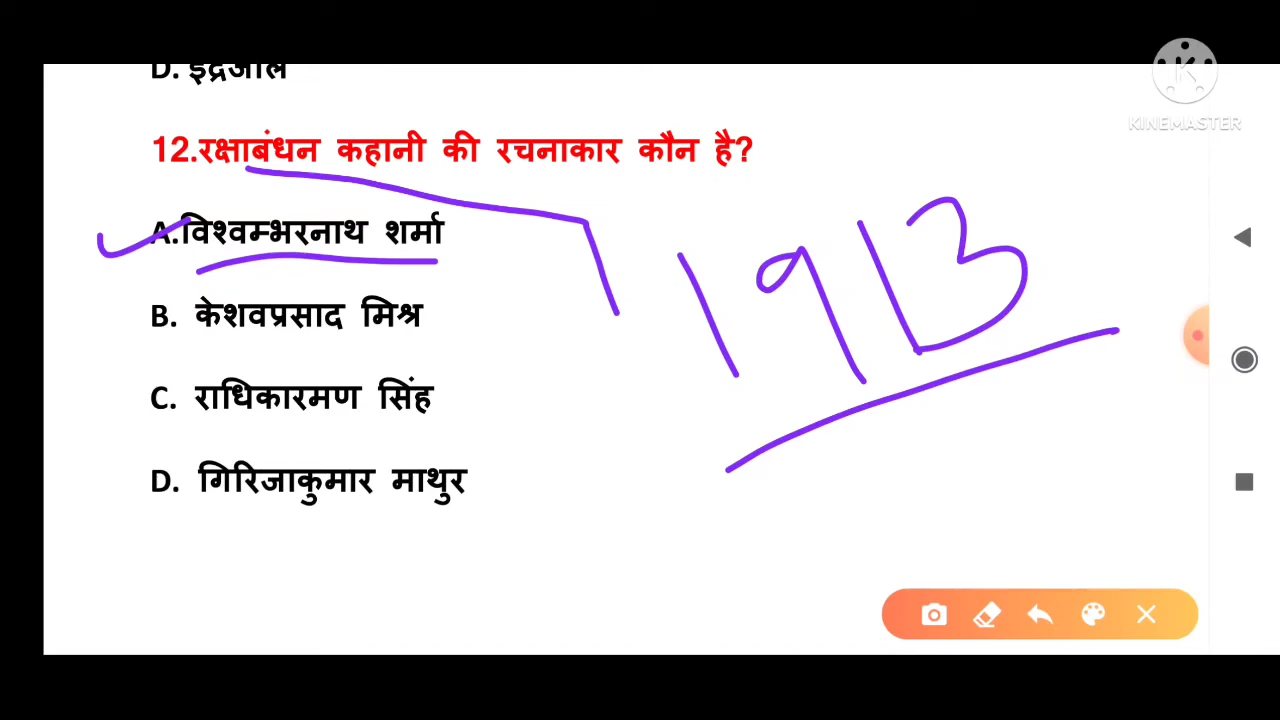 D. इंद्रजाल
KINEMASTER
12.रक्षाबंधन कहानी की रचनाकार कौन है?
A.विश्वम्भरनाथ शर्मा
1913
B. केशवप्रसाद मिश्र
C. राधिकारमण सिंह
D. गिरिजाकुमार माथुर